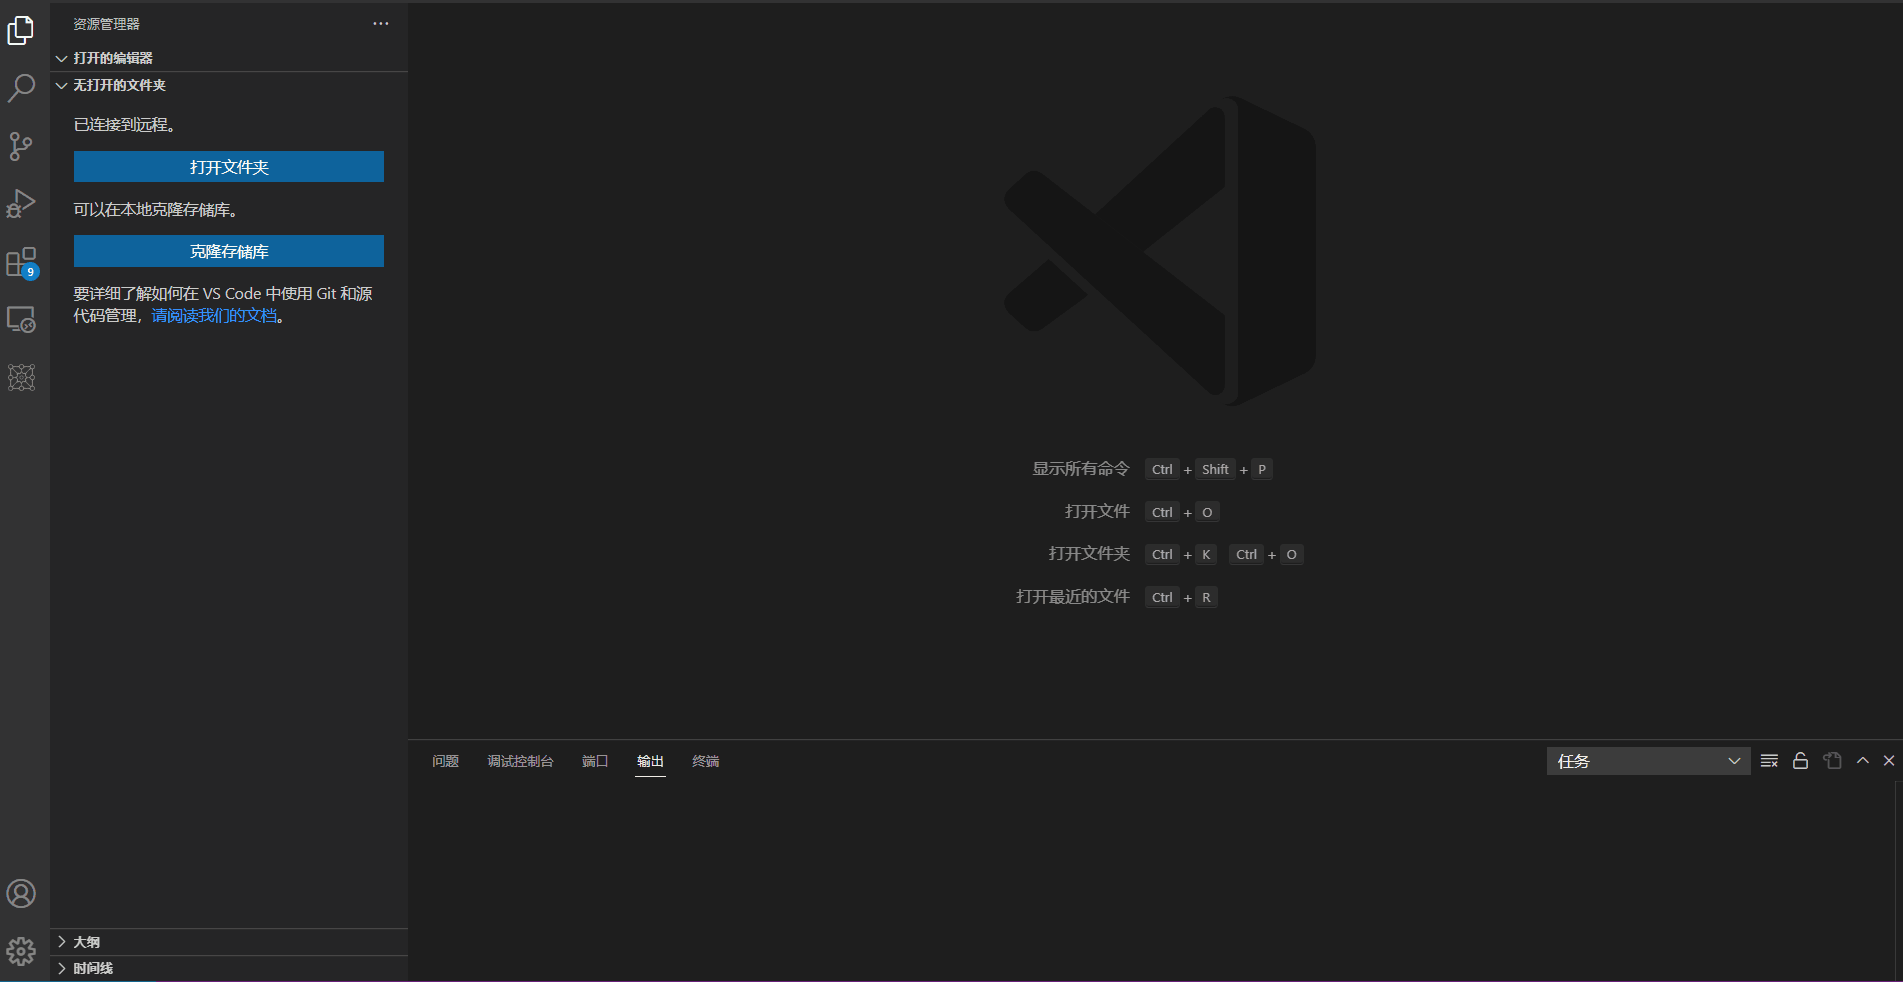 资源管理器
打开的编辑器
无打开的文件夹
已连接到远程。
打开文件夹
可以在本地克隆存储库。
克隆存储库
要详细了解如何在 VS Code 中使用 Git 和源
代码管理，请阅读我们的文档。
9
大纲
时间线
显示所有命令 Ctrl + Shift + P
打开文件 Ctrl + O
打开文件夹 Ctrl + K Ctrl + O
打开最近的文件 Ctrl + R
问题 调试控制台 端口 输出 终端 任务